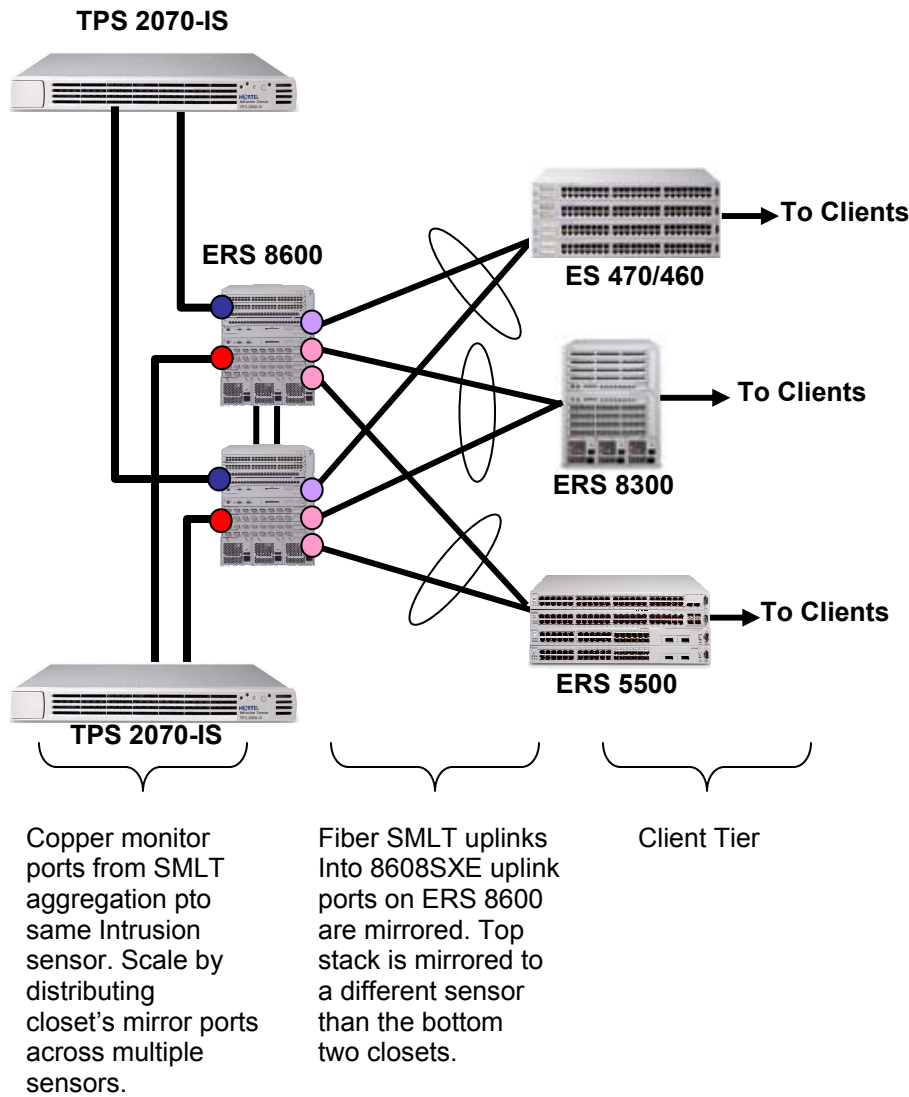 TPS 2070-IS
NORTEL
ERS 8600
To Clients
ES 470/460
To Clients
ERS 8300
To Clients
ERS 5500
NORTEL
TPS 2070-IS
Copper monitor
ports from SMLT
aggregation pto
same Intrusion
sensor. Scale by
distributing
closet's mirror ports
across multiple
sensors.
Fiber SMLT uplinks
Into 8608SXE uplink
ports on ERS 8600
are mirrored. Top
stack is mirrored to
a different sensor
than the bottom
two closets.
Client Tier